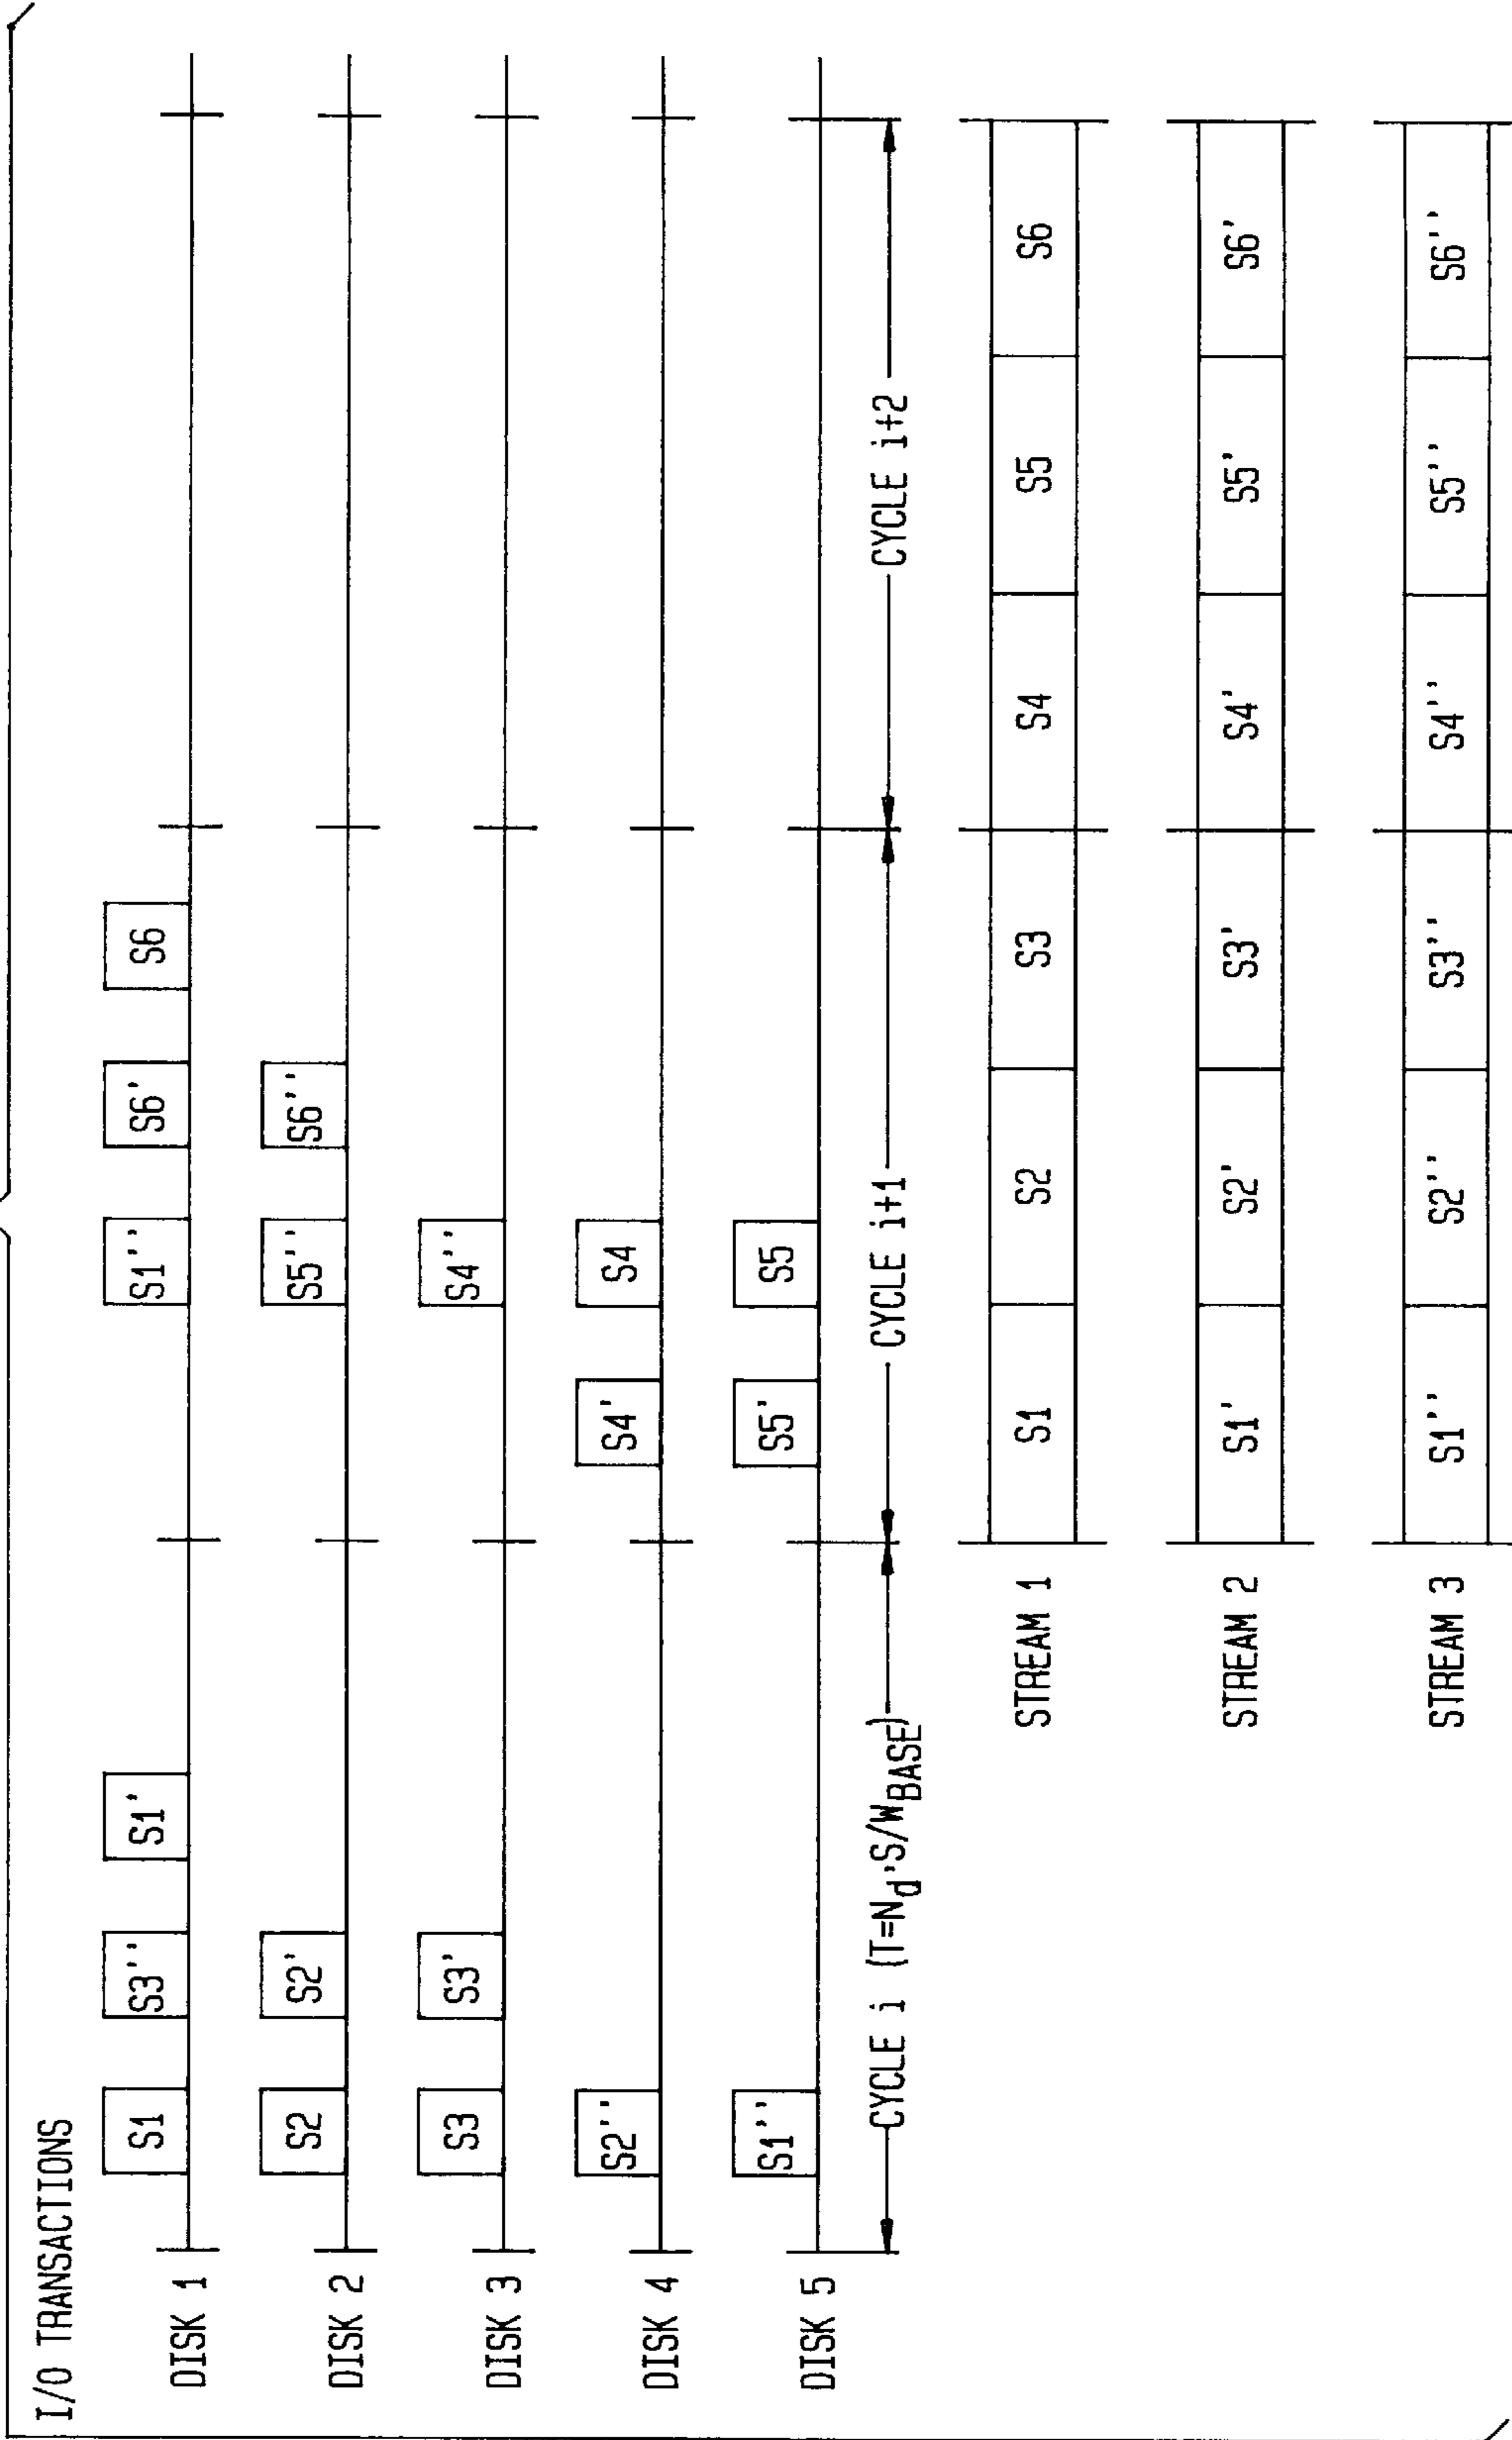 I/O TRANSACTIONS
DISK 1 S1 S3'' S1' S1'' S6' S6
DISK 2 S2 S2' S5'' S6''
DISK 3 S3 S3' S4''
DISK 4 S2'' S4' S4
DISK 5 S1'' S5' S5
CYCLE i (T=Nd·S/WBASE) CYCLE i+1 CYCLE i+2
STREAM 1 S1 S2 S3 S4 S5 S6
STREAM 2 S1' S2' S3' S4' S5' S6'
STREAM 3 S1'' S2'' S3'' S4'' S5'' S6''